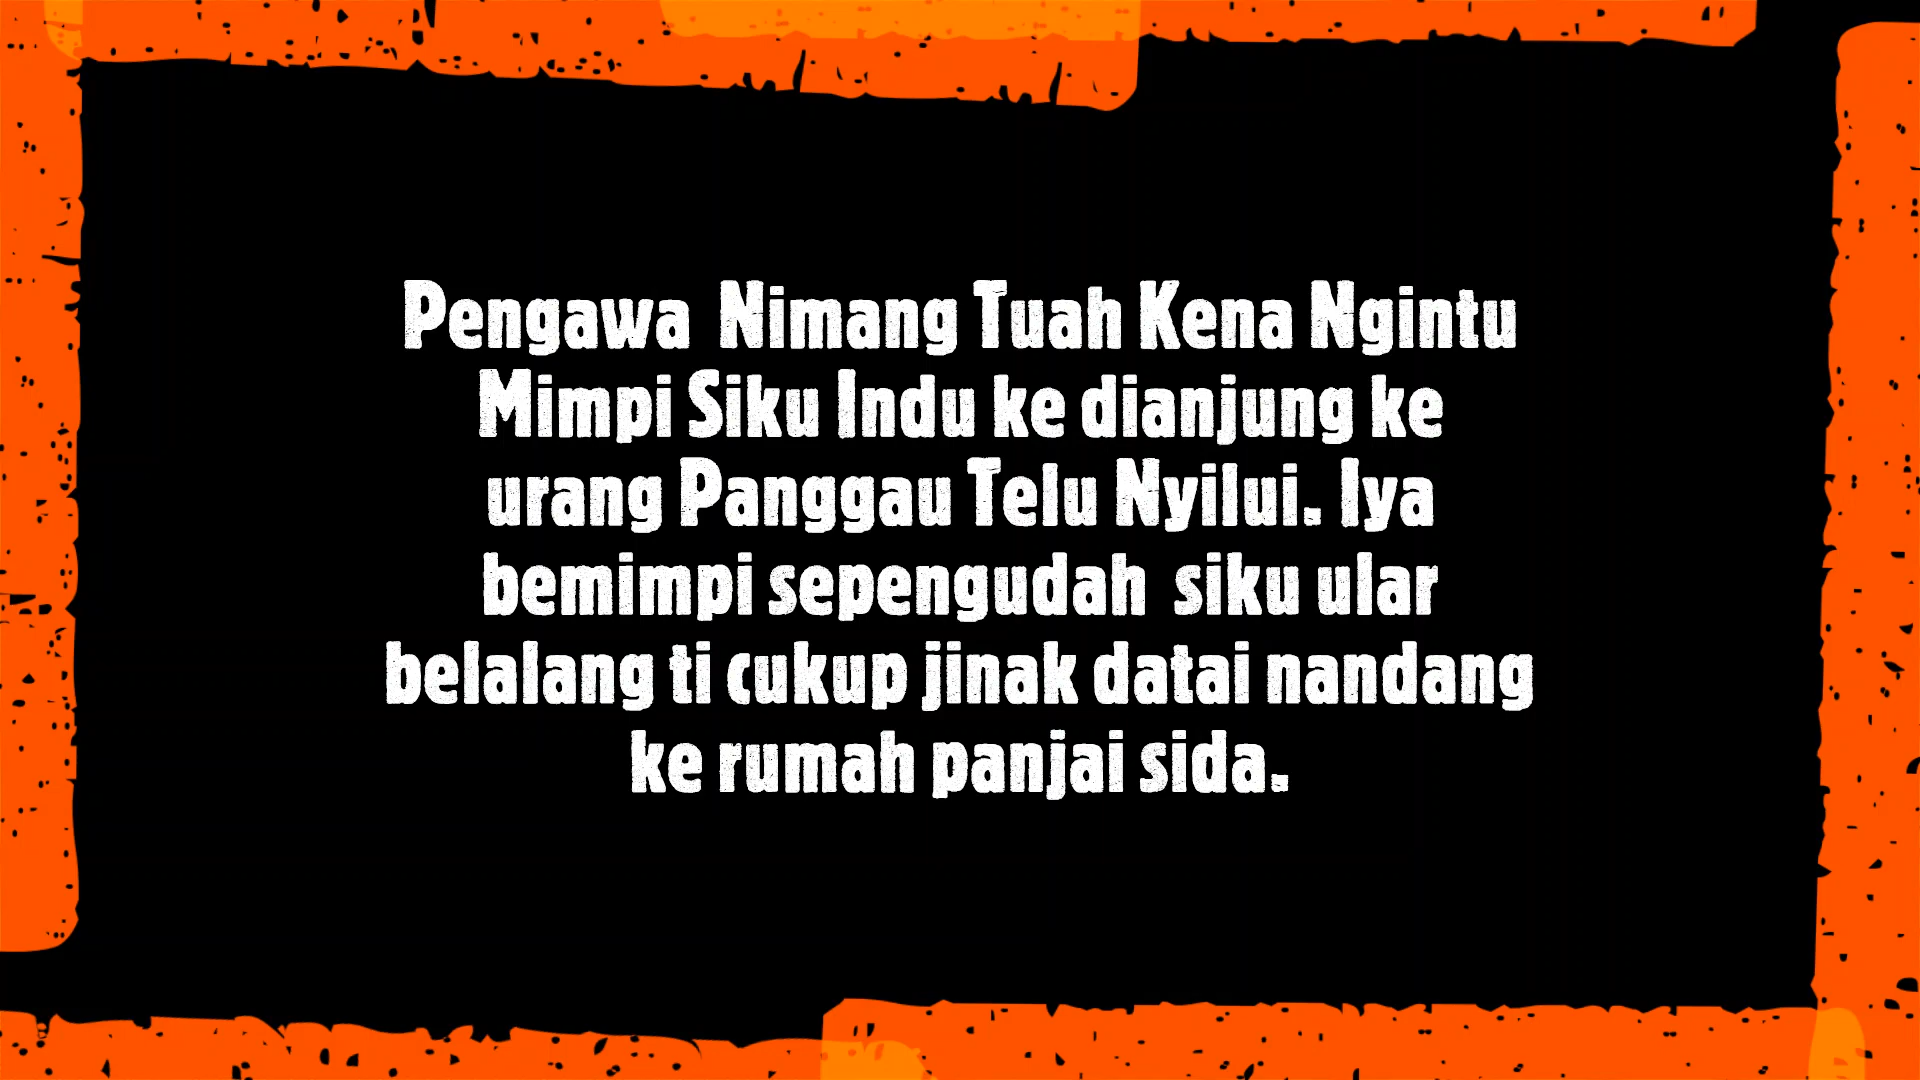 Pengawa  Nimang Tuah Kena Ngintu
Mimpi Siku Indu ke dianjung ke
urang Panggau Telu Nyilui. Iya
bemimpi sepengudah  siku ular
belalang ti cukup jinak datai nandang
ke rumah panjai sida.